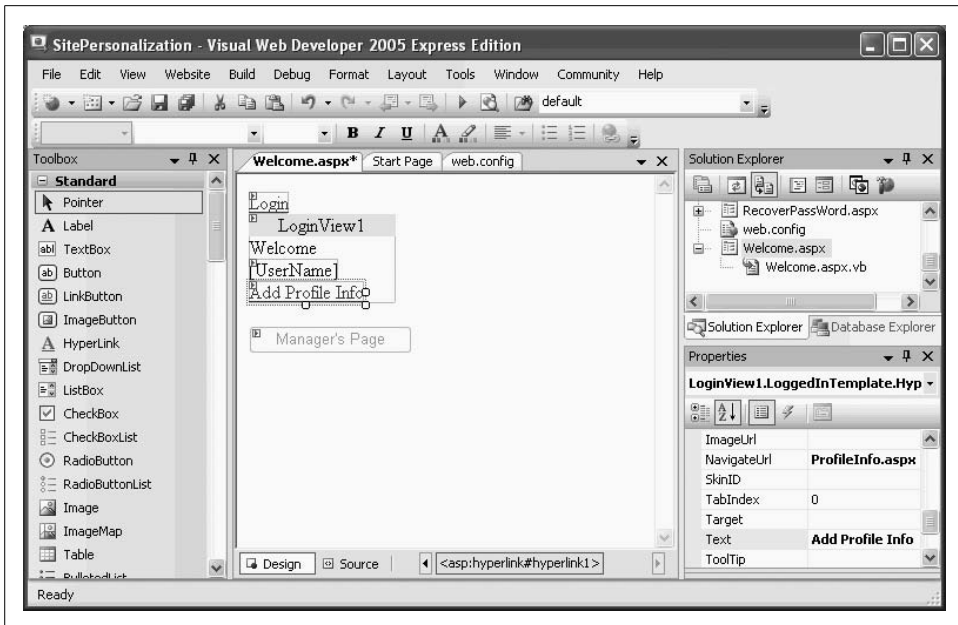 SitePersonalization - Visual Web Developer 2005 Express Edition
File Edit View Website Build Debug Format Layout Tools Window Community Help
default
B I U A
Toolbox
Standard
Pointer
A Label
abl TextBox
ab Button
ab LinkButton
ImageButton
A HyperLink
DropDownList
ListBox
CheckBox
CheckBoxList
RadioButton
RadioButtonList
Image
ImageMap
Table
BulletedList
Welcome.aspx* Start Page web.config
Login
LoginView1
Welcome
[UserName]
Add Profile Info
Manager's Page
Design Source <asp:hyperlink#hyperlink1>
Solution Explorer
RecoverPassWord.aspx
web.config
Welcome.aspx
Welcome.aspx.vb
Solution Explorer Database Explorer
Properties
LoginView1.LoggedInTemplate.Hyp
ImageUrl
NavigateUrl ProfileInfo.aspx
SkinID
TabIndex 0
Target
Text Add Profile Info
ToolTip
Ready